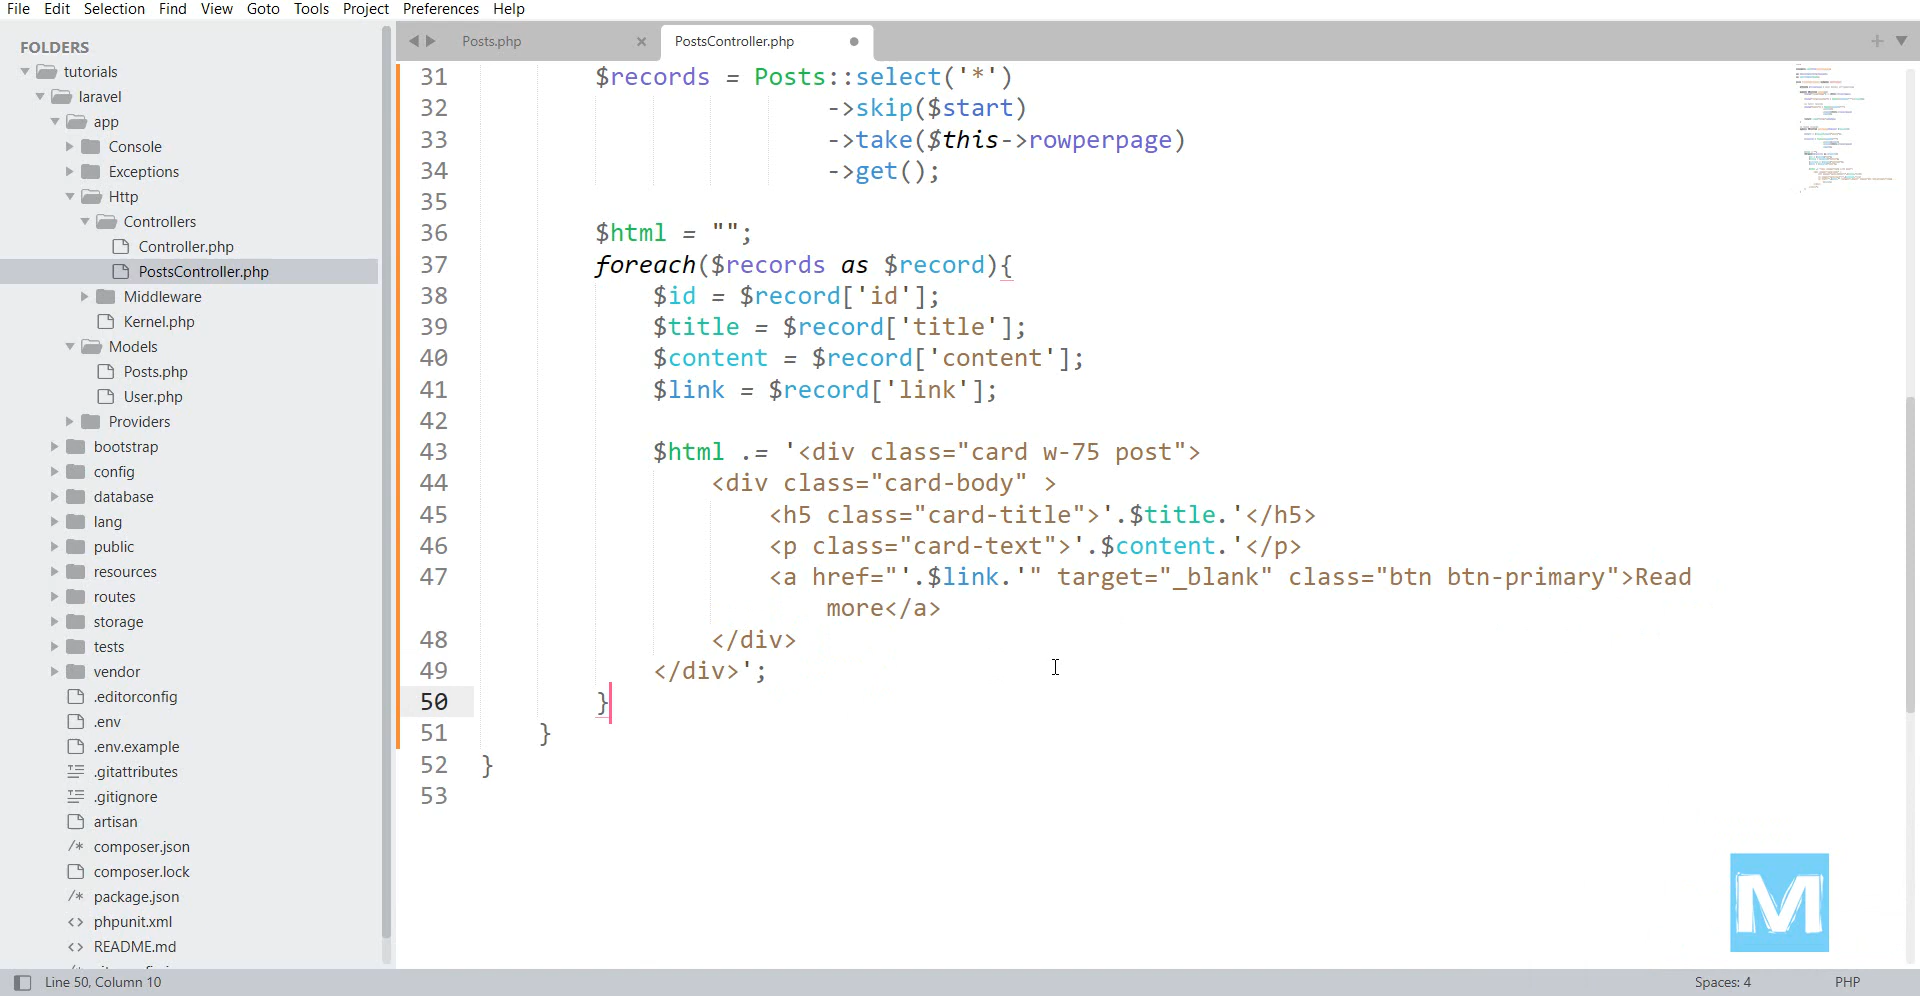 File Edit Selection Find View Goto Tools Project Preferences Help
FOLDERS
tutorials
laravel
app
Console
Exceptions
Http
Controllers
Controller.php
PostsController.php
Middleware
Kernel.php
Models
Posts.php
User.php
Providers
bootstrap
config
database
lang
public
resources
routes
storage
tests
vendor
.editorconfig
.env
.env.example
.gitattributes
.gitignore
artisan
/* composer.json
composer.lock
/* package.json
<> phpunit.xml
<> README.md
Posts.php
PostsController.php
31 $records = Posts::select('*')
32 ->skip($start)
33 ->take($this->rowperpage)
34 ->get();
35
36 $html = "";
37 foreach($records as $record){
38 $id = $record['id'];
39 $title = $record['title'];
40 $content = $record['content'];
41 $link = $record['link'];
42
43 $html .= '<div class="card w-75 post">
44 <div class="card-body" >
45 <h5 class="card-title">'.$title.'</h5>
46 <p class="card-text">'.$content.'</p>
47 <a href="'.$link.'" target="_blank" class="btn btn-primary">Read
more</a>
48 </div>
49 </div>';
50 }
51 }
52 }
53
M
Line 50, Column 10
Spaces: 4
PHP